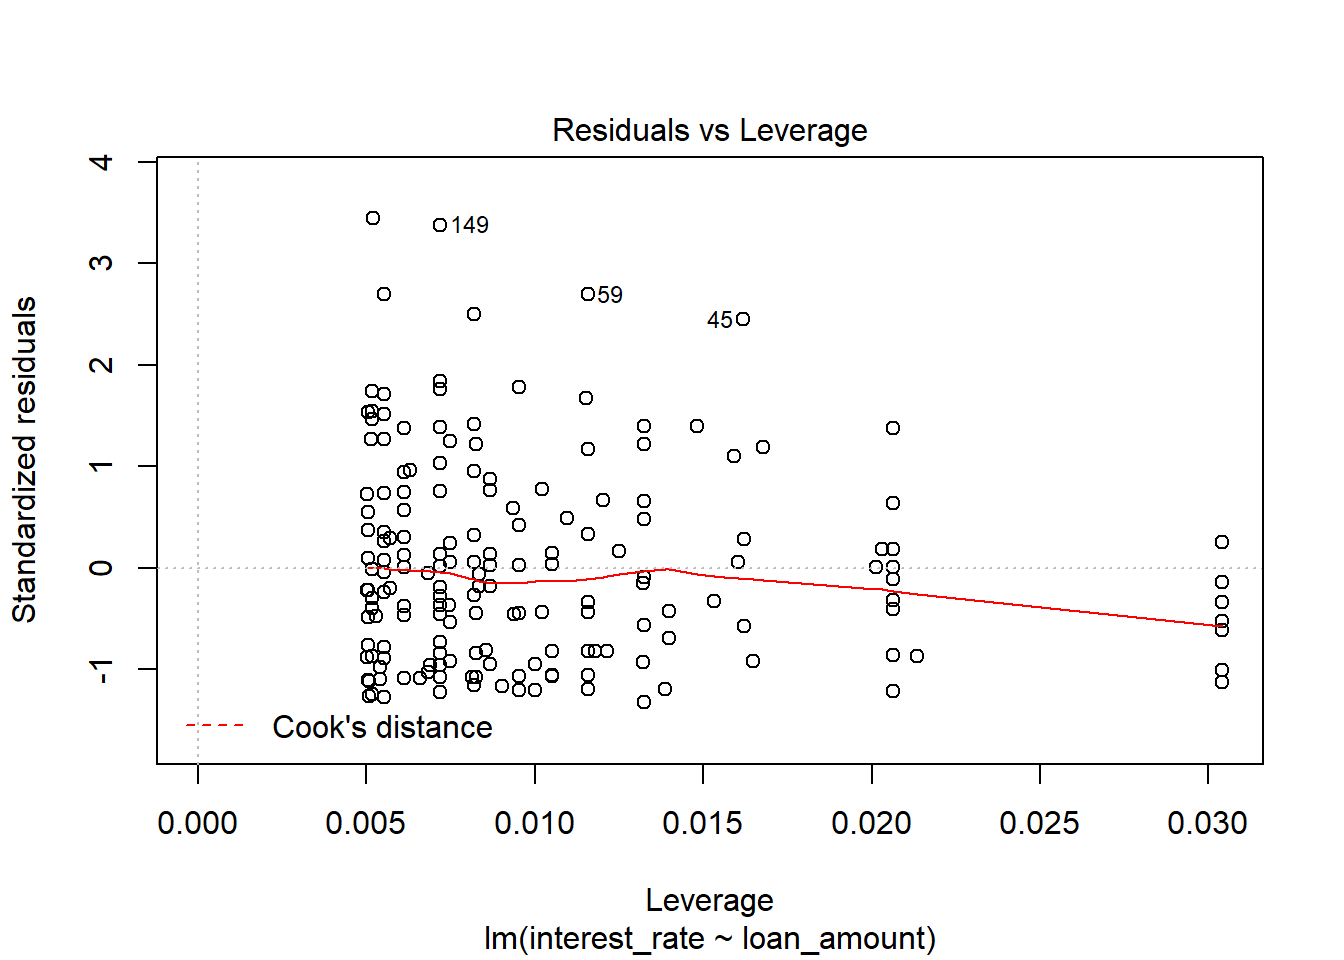 Residuals vs Leverage
Standardized residuals
4
3
2
1
0
-1
149
59
45
Cook's distance
0.000 0.005 0.010 0.015 0.020 0.025 0.030
Leverage
lm(interest_rate ~ loan_amount)